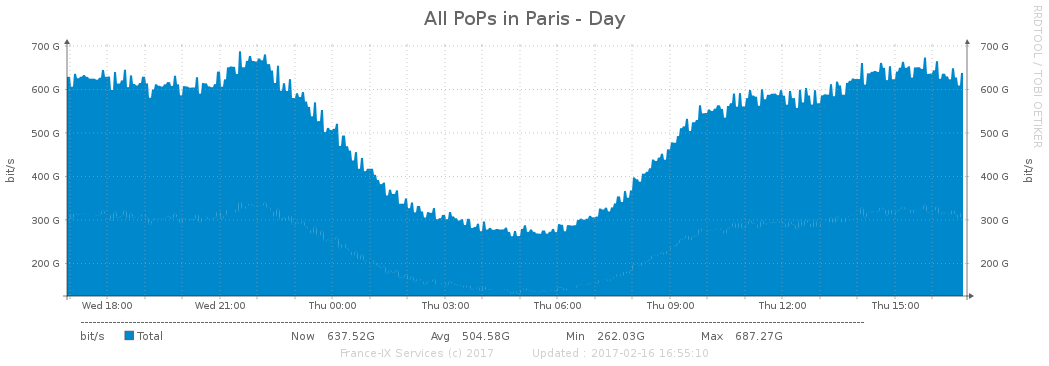 All PoPs in Paris - Day
RRDTOOL / TOBI OETIKER
700 G 700 G
600 G 600 G
500 G 500 G
400 G 400 G
300 G 300 G
200 G 200 G
bit/s bit/s
Wed 18:00 Wed 21:00 Thu 00:00 Thu 03:00 Thu 06:00 Thu 09:00 Thu 12:00 Thu 15:00
bit/s Total Now 637.52G Avg 504.58G Min 262.03G Max 687.27G
France-IX Services (c) 2017 Updated : 2017-02-16 16:55:10